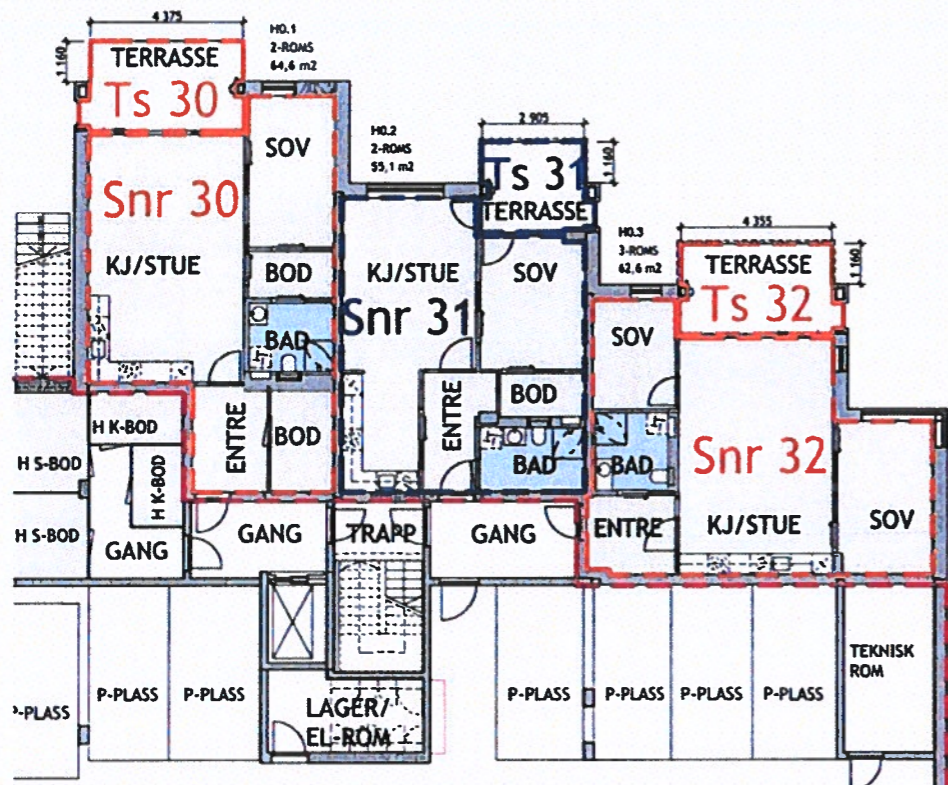 4 375
H0.1
2-ROMS
64,6 m2
1 160
TERRASSE
Ts 30
SOV
Snr 30
KJ/STUE
BOD
BAD
ENTRE
BOD
H0.2
2-ROMS
55,1 m2
2 905
1 160
Ts 31
TERRASSE
KJ/STUE
SOV
Snr 31
ENTRE
BOD
BAD
H0.3
3-ROMS
62,6 m2
4 355
1 160
TERRASSE
Ts 32
SOV
BAD
Snr 32
ENTRE
KJ/STUE
SOV
H K-BOD
H S-BOD
H K-BOD
H S-BOD
GANG
GANG
TRAPP
GANG
P-PLASS
P-PLASS
P-PLASS
LAGER/
EL-ROM
P-PLASS
P-PLASS
P-PLASS
P-PLASS
TEKNISK
ROM